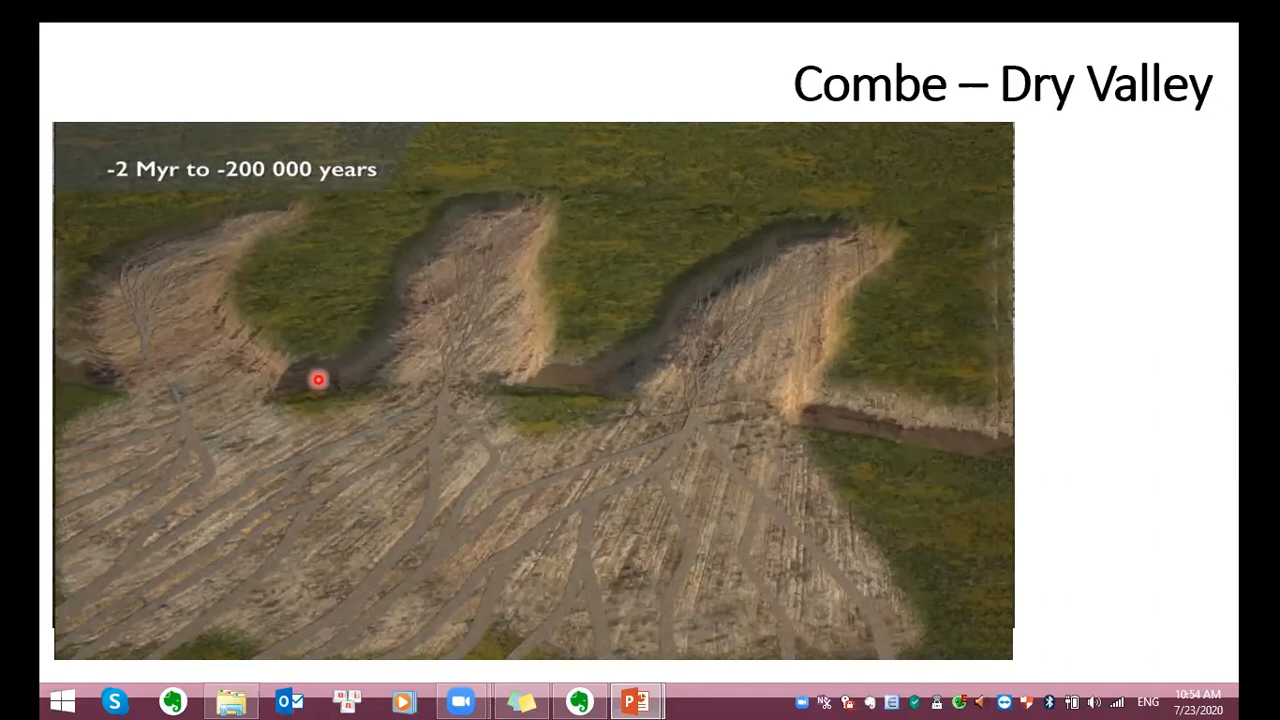 Combe – Dry Valley
-2 Myr to -200 000 years
ENG
10:54 AM
7/23/2020